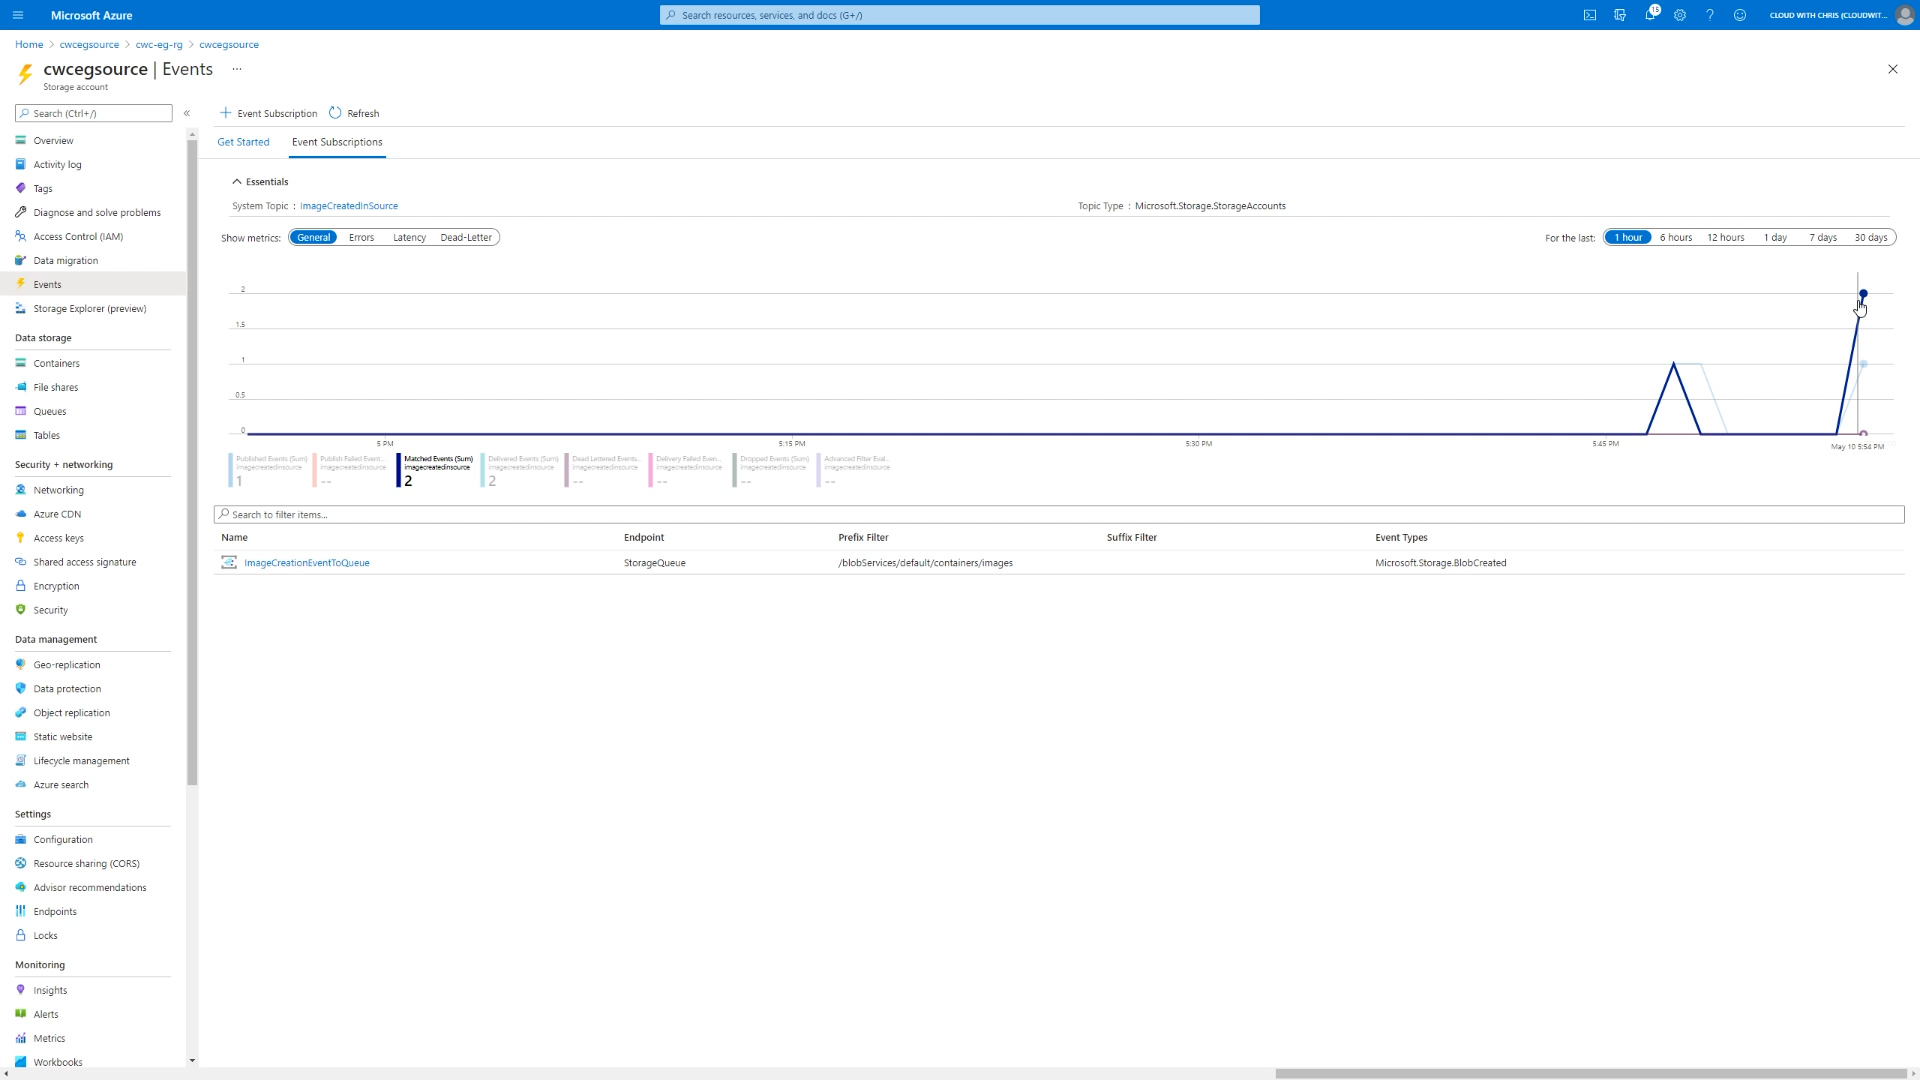 Microsoft Azure
Search resources, services, and docs (G+/)
15
CLOUD WITH CHRIS (CLOUDWIT...
Home > cwcegsource > cwc-eg-rg > cwcegsource
cwcegsource | Events ...
Storage account
Search (Ctrl+/)
«
Overview
Activity log
Tags
Diagnose and solve problems
Access Control (IAM)
Data migration
Events
Storage Explorer (preview)
Data storage
Containers
File shares
Queues
Tables
Security + networking
Networking
Azure CDN
Access keys
Shared access signature
Encryption
Security
Data management
Geo-replication
Data protection
Object replication
Static website
Lifecycle management
Azure search
Settings
Configuration
Resource sharing (CORS)
Advisor recommendations
Endpoints
Locks
Monitoring
Insights
Alerts
Metrics
Workbooks
+ Event Subscription Refresh
Get Started Event Subscriptions
Essentials
System Topic : ImageCreatedInSource Topic Type : Microsoft.Storage.StorageAccounts
Show metrics: General Errors Latency Dead-Letter For the last: 1 hour 6 hours 12 hours 1 day 7 days 30 days
2
1.5
1
0.5
0
5 PM 5:15 PM 5:30 PM 5:45 PM May 10 5:54 PM
Published Events (Sum) Publish Failed Event... Matched Events (Sum) Delivered Events (Sum) Dead Lettered Events... Delivery Failed Even... Dropped Events (Sum) Advanced Filter Eval...
imagecreatedinsource imagecreatedinsource imagecreatedinsource imagecreatedinsource imagecreatedinsource imagecreatedinsource imagecreatedinsource imagecreatedinsource
1 -- 2 2 -- -- -- --
Search to filter items...
Name Endpoint Prefix Filter Suffix Filter Event Types
ImageCreationEventToQueue StorageQueue /blobServices/default/containers/images Microsoft.Storage.BlobCreated